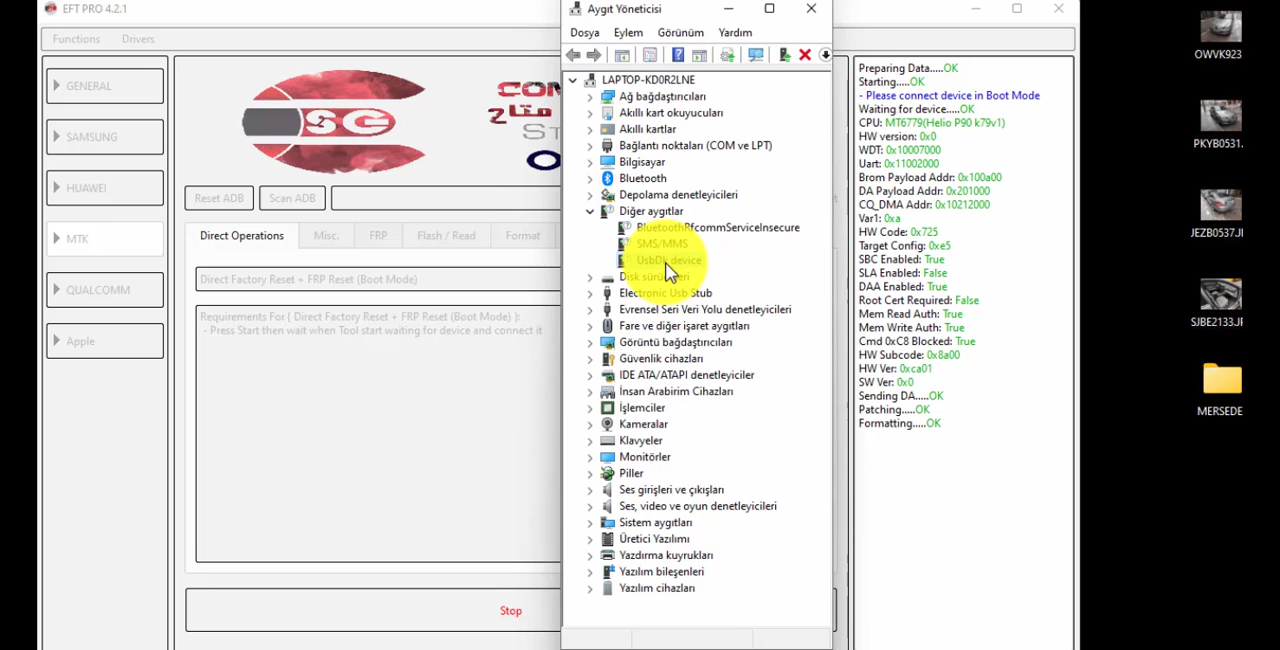 EFT PRO 4.2.1
Functions
Drivers
GENERAL
SAMSUNG
HUAWEI
MTK
QUALCOMM
Apple
SG
COM
متاح
St
Reset ADB
Scan ADB
Direct Operations
Misc.
FRP
Flash / Read
Format
Direct Factory Reset + FRP Reset (Boot Mode)
Requirements For [ Direct Factory Reset + FRP Reset (Boot Mode) ]:
- Press Start then wait when Tool start waiting for device and connect it
Stop
Aygıt Yöneticisi
Dosya
Eylem
Görünüm
Yardım
LAPTOP-KD0R2LNE
Ağ bağdaştırıcıları
Akıllı kart okuyucuları
Akıllı kartlar
Bağlantı noktaları (COM ve LPT)
Bilgisayar
Bluetooth
Depolama denetleyicileri
Diğer aygıtlar
BluetoothRfcommServiceInsecure
SMS/MMS
UsbDk device
Disk sürücüleri
Electronic Usb Stub
Evrensel Seri Veri Yolu denetleyicileri
Fare ve diğer işaret aygıtları
Görüntü bağdaştırıcıları
Güvenlik cihazları
IDE ATA/ATAPI denetleyiciler
İnsan Arabirim Cihazları
İşlemciler
Kameralar
Klavyeler
Monitörler
Piller
Ses girişleri ve çıkışları
Ses, video ve oyun denetleyicileri
Sistem aygıtları
Üretici Yazılımı
Yazdırma kuyrukları
Yazılım bileşenleri
Yazılım cihazları
Preparing Data.....OK
Starting.....OK
- Please connect device in Boot Mode
Waiting for device.....OK
CPU: MT6779(Helio P90 k79v1)
HW version: 0x0
WDT: 0x10007000
Uart: 0x11002000
Brom Payload Addr: 0x100a00
DA Payload Addr: 0x201000
CQ_DMA Addr: 0x10212000
Var1: 0xa
HW Code: 0x725
Target Config: 0xe5
SBC Enabled: True
SLA Enabled: False
DAA Enabled: True
Root Cert Required: False
Mem Read Auth: True
Mem Write Auth: True
Cmd 0xC8 Blocked: True
HW Subcode: 0x8a00
HW Ver: 0xca01
SW Ver: 0x0
Sending DA.....OK
Patching.....OK
Formatting.....OK
OWVK923
PKYB0531.
JEZB0537.JI
SJBE2133.JF
MERSEDE